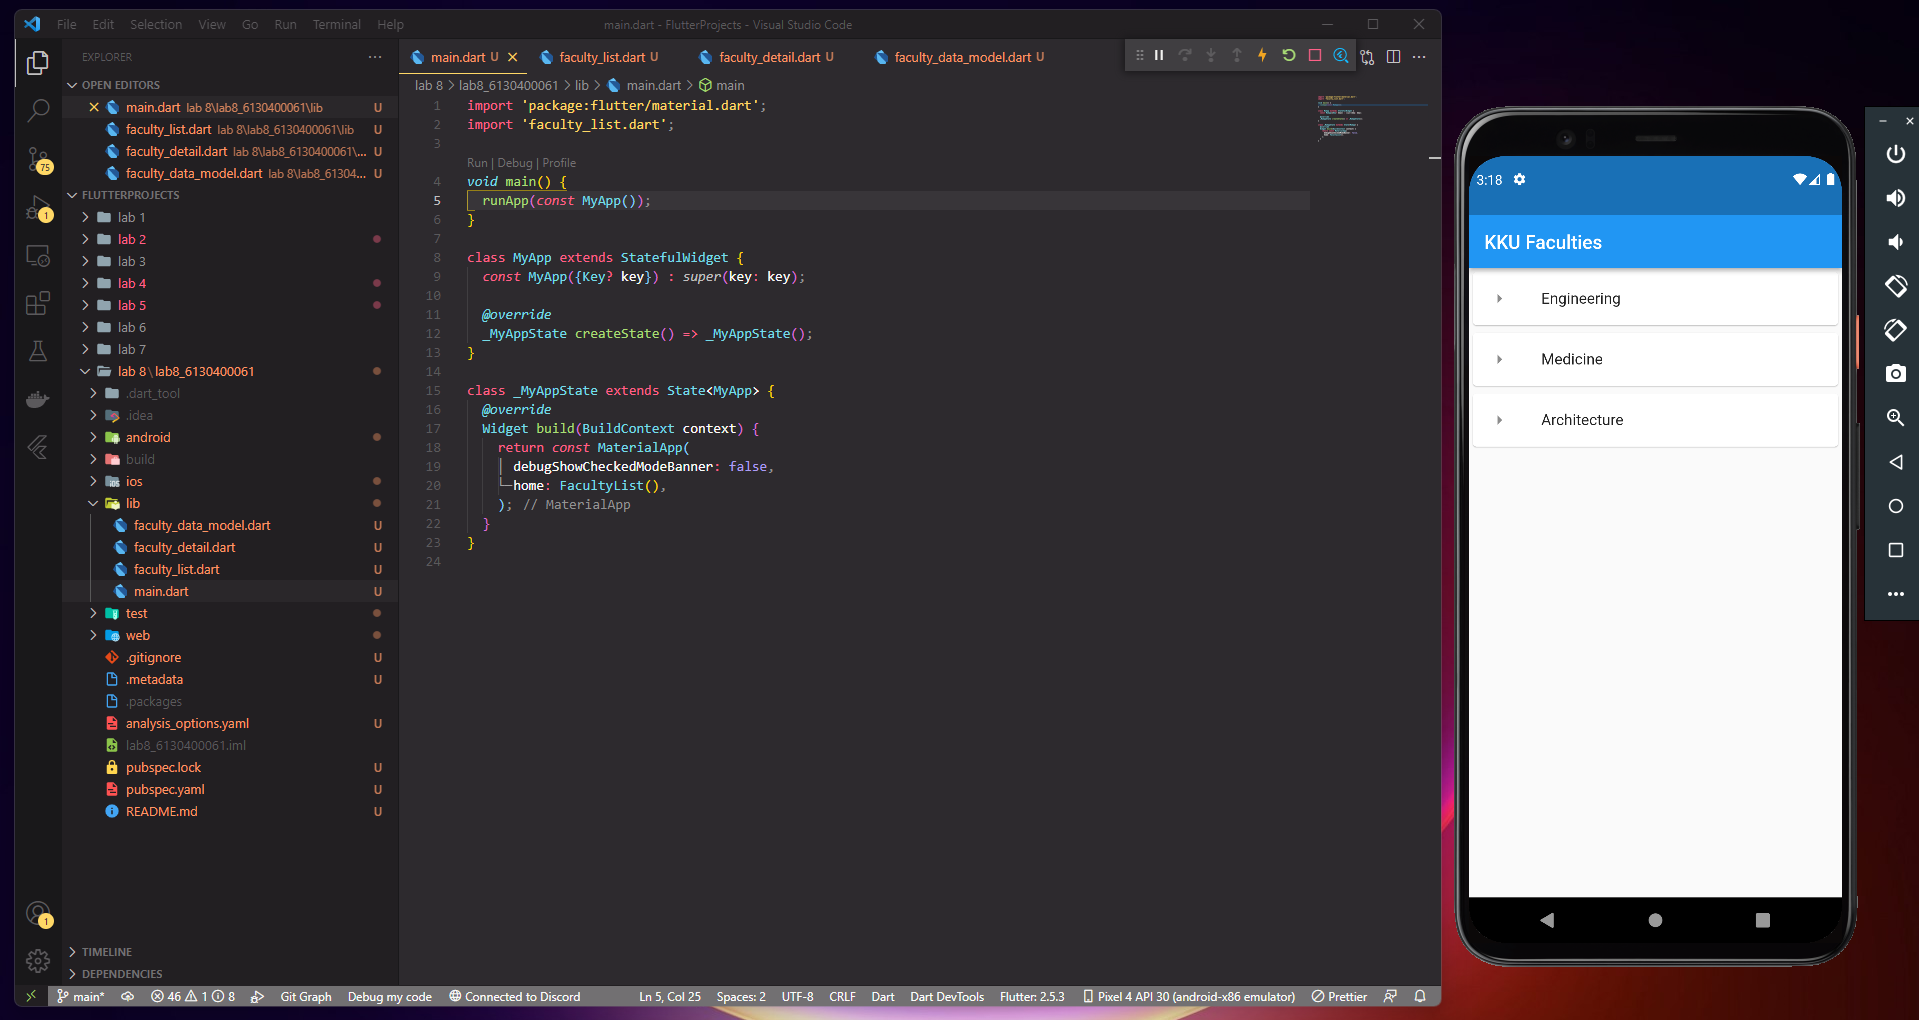 File Edit Selection View Go Run Terminal Help
main.dart - FlutterProjects - Visual Studio Code
EXPLORER
OPEN EDITORS
main.dart lab 8\lab8_6130400061\lib U
faculty_list.dart lab 8\lab8_6130400061\lib U
faculty_detail.dart lab 8\lab8_6130400061\... U
faculty_data_model.dart lab 8\lab8_61304... U
FLUTTERPROJECTS
lab 1
lab 2
lab 3
lab 4
lab 5
lab 6
lab 7
lab 8\lab8_6130400061
.dart_tool
.idea
android
build
ios
lib
faculty_data_model.dart U
faculty_detail.dart U
faculty_list.dart U
main.dart U
test
web
.gitignore U
.metadata U
.packages
analysis_options.yaml U
lab8_6130400061.iml
pubspec.lock U
pubspec.yaml U
README.md U
TIMELINE
DEPENDENCIES
75
1
1
main.dart U faculty_list.dart U faculty_detail.dart U faculty_data_model.dart U
lab 8 > lab8_6130400061 > lib > main.dart > main
1 import 'package:flutter/material.dart';
2 import 'faculty_list.dart';
3
Run | Debug | Profile
4 void main() {
5 runApp(const MyApp());
6 }
7
8 class MyApp extends StatefulWidget {
9 const MyApp({Key? key}) : super(key: key);
10
11 @override
12 _MyAppState createState() => _MyAppState();
13 }
14
15 class _MyAppState extends State<MyApp> {
16 @override
17 Widget build(BuildContext context) {
18 return const MaterialApp(
19 debugShowCheckedModeBanner: false,
20 home: FacultyList(),
21 ); // MaterialApp
22 }
23 }
24
main* 46 1 8 Git Graph Debug my code Connected to Discord Ln 5, Col 25 Spaces: 2 UTF-8 CRLF Dart Dart DevTools Flutter: 2.5.3 Pixel 4 API 30 (android-x86 emulator) Prettier
3:18
KKU Faculties
Engineering
Medicine
Architecture